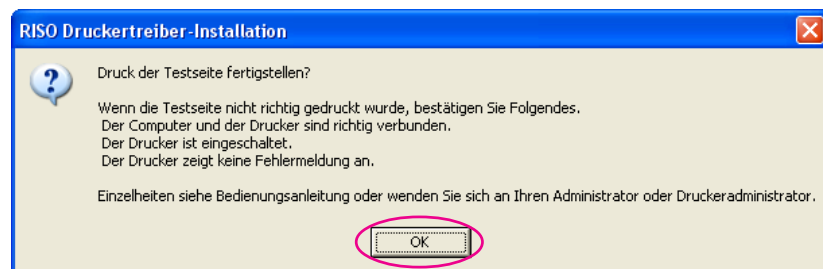 RISO Druckertreiber-Installation
Druck der Testseite fertigstellen?
Wenn die Testseite nicht richtig gedruckt wurde, bestätigen Sie Folgendes.
Der Computer und der Drucker sind richtig verbunden.
Der Drucker ist eingeschaltet.
Der Drucker zeigt keine Fehlermeldung an.
Einzelheiten siehe Bedienungsanleitung oder wenden Sie sich an Ihren Administrator oder Druckeradministrator.
OK